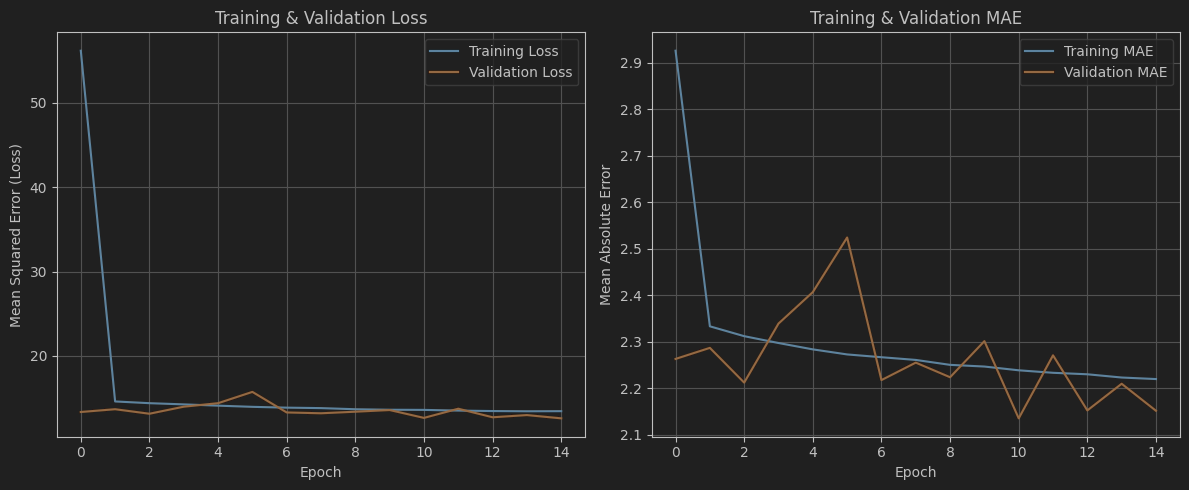 Training & Validation Loss
Training Loss
Validation Loss
Mean Squared Error (Loss)
50
40
30
20
0 2 4 6 8 10 12 14
Epoch
Training & Validation MAE
Training MAE
Validation MAE
Mean Absolute Error
2.9
2.8
2.7
2.6
2.5
2.4
2.3
2.2
2.1
0 2 4 6 8 10 12 14
Epoch